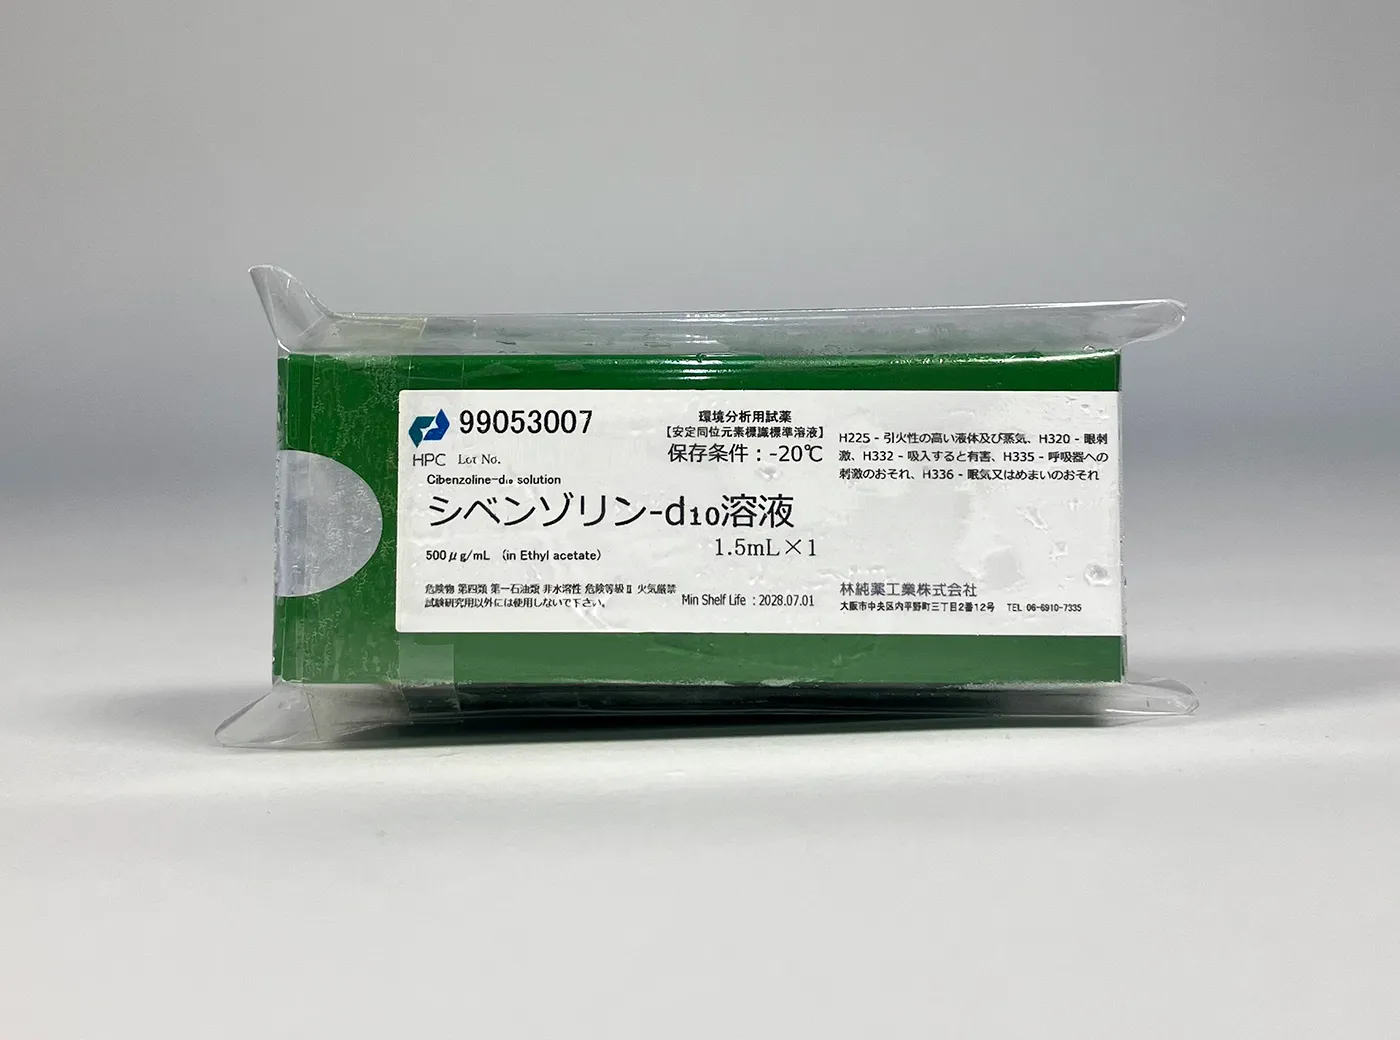 99053007
HPC Lot No.
Cibenzoline-d₁₀ solution
シベンゾリン-d₁₀溶液
1.5mL×1
500μg/mL (in Ethyl acetate)
環境分析用試薬
【安定同位元素標識標準溶液】
保存条件：-20℃
H225 - 引火性の高い液体及び蒸気、H320 - 眼刺
激、H332 - 吸入すると有害、H335 - 呼吸器への
刺激のおそれ、H336 - 眠気又はめまいのおそれ
危険物 第四類 第一石油類 非水溶性 危険等級Ⅱ 火気厳禁
試験研究用以外には使用しないで下さい。
Min Shelf Life ：2028.07.01
林純薬工業株式会社
大阪市中央区内平野町三丁目2番12号 TEL 06-6910-7335